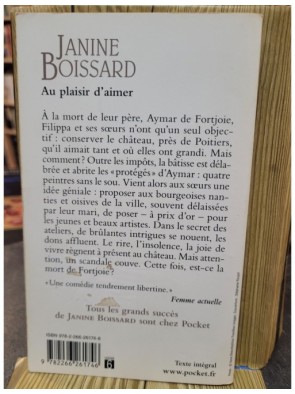 JANINE
BOISSARD
Au plaisir d'aimer
À la mort de leur père, Aymar de Fortjoie,
Filippa et ses sœurs n'ont qu'un seul objec-
tif : conserver le château, près de Poitiers,
qu'il aimait tant et où elles ont grandi. Mais
comment ? Outre les impôts, la bâtisse est déla-
brée et abrite les « protégés » d'Aymar : quatre
peintres sans le sou. Vient alors aux sœurs une
idée géniale : proposer aux bourgeoises nan-
ties et oisives de la ville, souvent délaissées
par leur mari, de poser – à prix d'or – pour
les jeunes et beaux artistes. Dans le secret des
ateliers, de brûlantes intrigues se nouent, les
dons affluent. Le rire, l'insolence, la joie de
vivre règnent à présent au château. Mais atten-
tion, un scandale couve. Cette fois, est-ce la
mort de Fortjoie ?
« Une comédie tendrement libertine. »
Femme actuelle
Tous les grands succès
de JANINE BOISSARD sont chez Pocket
9 782266 261746
6
Texte intégral
www.pocket.fr